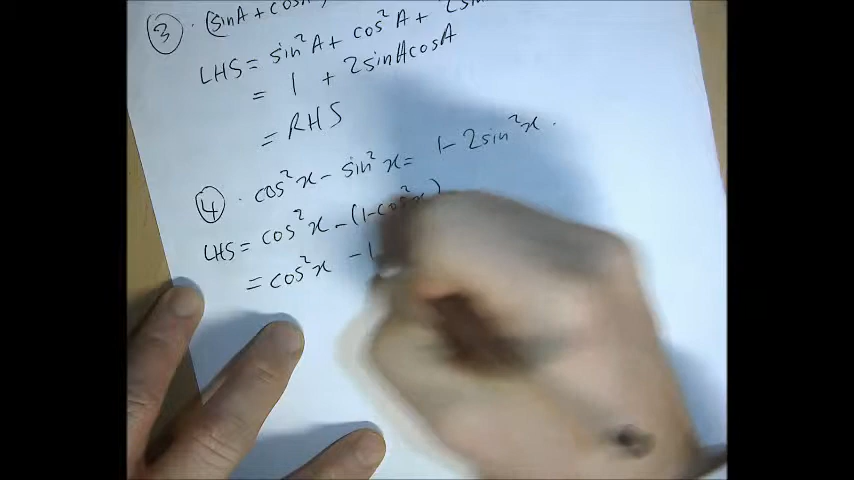 ③ . (sinA + cosA)
LHS = sin²A + cos²A + 2sin
= 1 + 2sinAcosA
= RHS
④ . cos²x - sin²x = 1 - 2sin²x .
LHS = cos²x - (1-cos²x)
= cos²x - 1